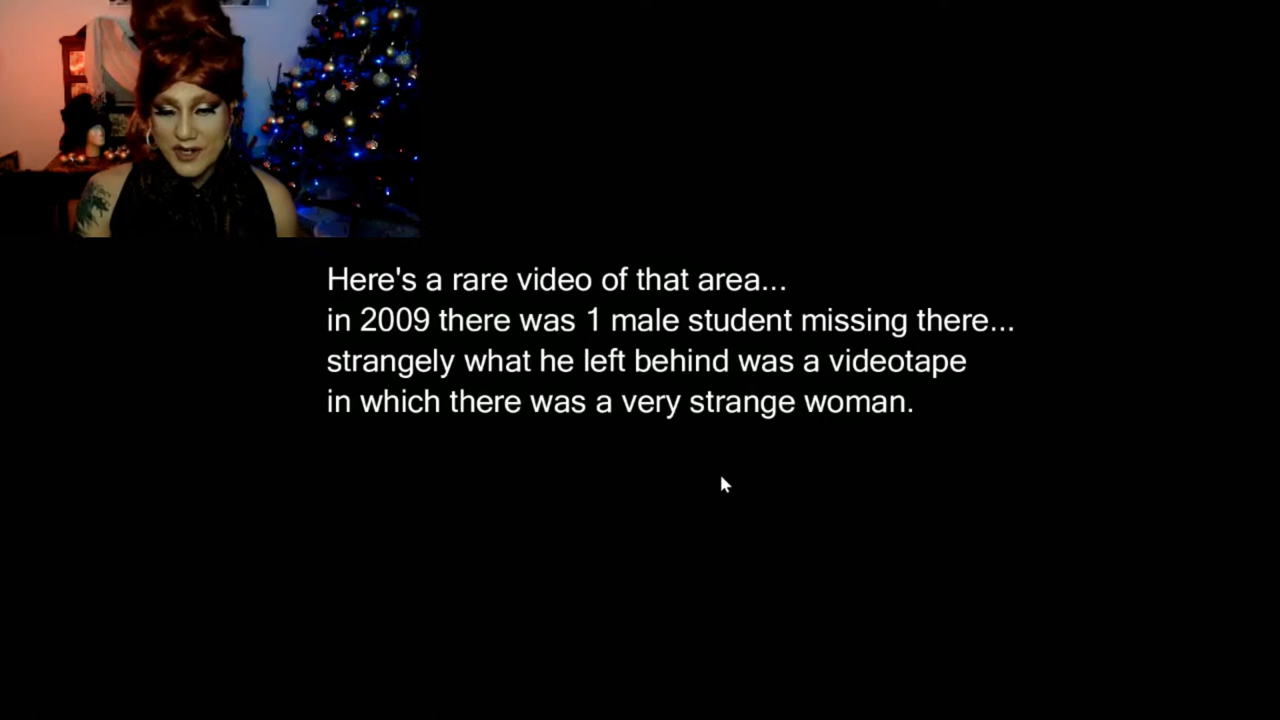 Here's a rare video of that area...
in 2009 there was 1 male student missing there...
strangely what he left behind was a videotape
in which there was a very strange woman.